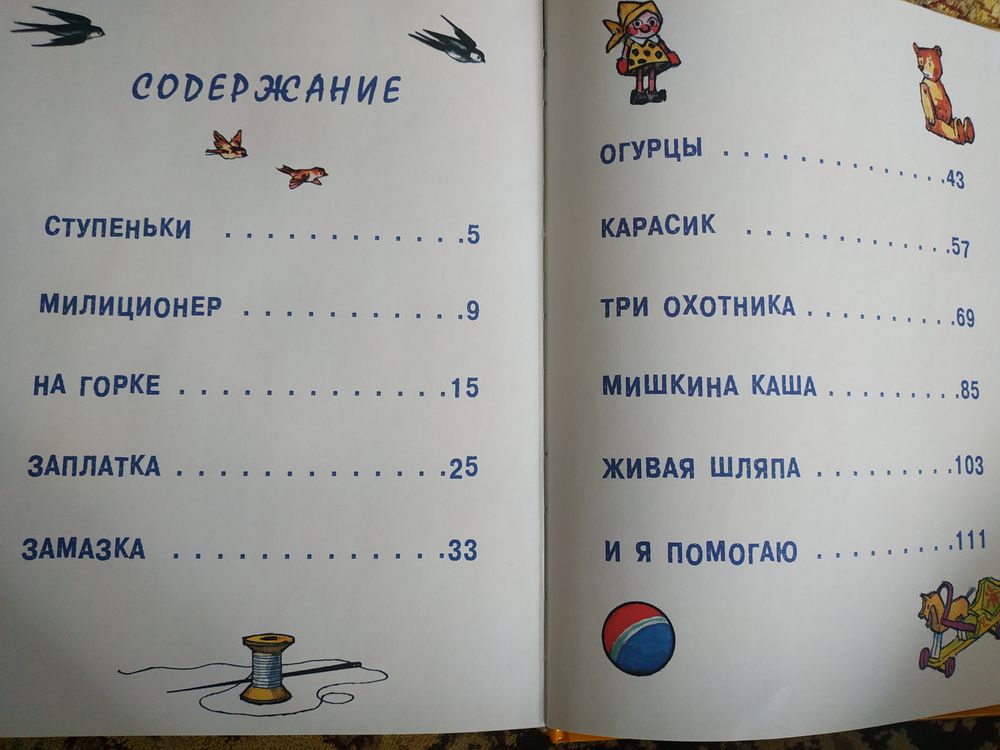 СОДЕРЖАНИЕ
СТУПЕНЬКИ . . . . . . . . . . . . .5
МИЛИЦИОНЕР . . . . . . . . . . . .9
НА ГОРКЕ . . . . . . . . . . . . . .15
ЗАПЛАТКА . . . . . . . . . . . . . .25
ЗАМАЗКА . . . . . . . . . . . . . .33
ОГУРЦЫ . . . . . . . . . . . . .43
КАРАСИК . . . . . . . . . . . .57
ТРИ ОХОТНИКА . . . . . . . . . .69
МИШКИНА КАША . . . . . . . . .85
ЖИВАЯ ШЛЯПА . . . . . . . . .103
И Я ПОМОГАЮ . . . . . . . . .111